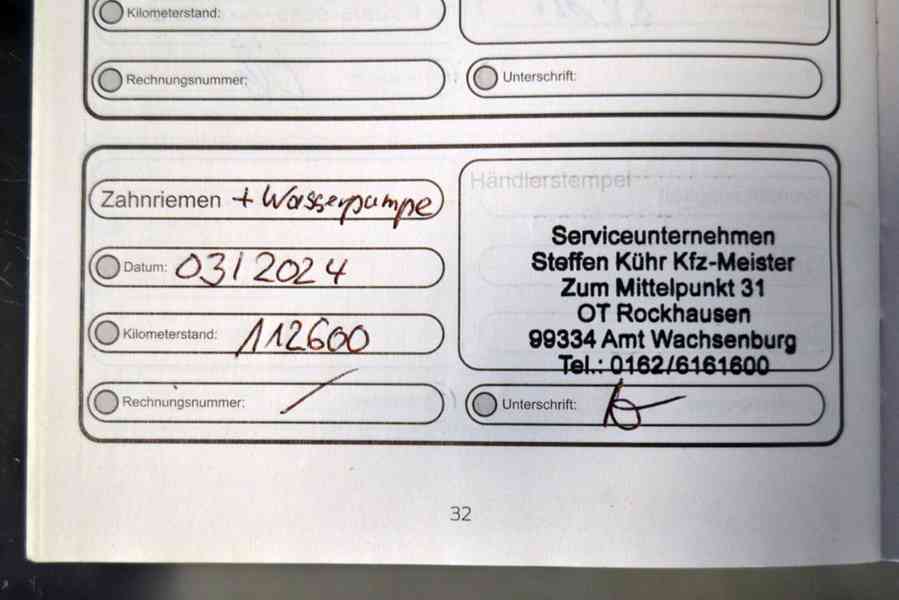 Kilometerstand:
Rechnungsnummer:
Unterschrift:
Zahnriemen + Wasserpumpe
Händlerstempel
Datum: 03/2024
Kilometerstand: 112600
Rechnungsnummer: /
Serviceunternehmen
Steffen Kühr Kfz-Meister
Zum Mittelpunkt 31
OT Rockhausen
99334 Amt Wachsenburg
Tel.: 0162/6161600
Unterschrift:
32